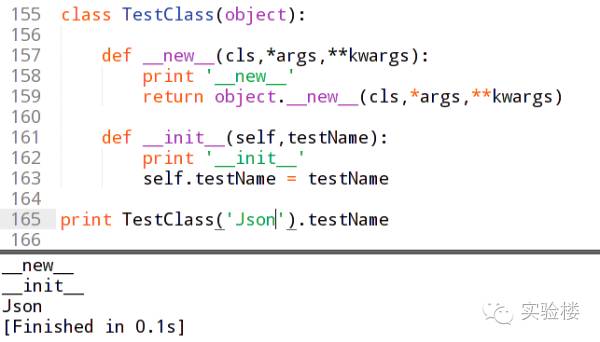 155 class TestClass(object):
156
157     def __new__(cls,*args,**kwargs):
158         print '__new__'
159         return object.__new__(cls,*args,**kwargs)
160
161     def __init__(self,testName):
162         print '__init__'
163         self.testName = testName
164
165 print TestClass('Json').testName
166
__new__
__init__
Json
[Finished in 0.1s]
实验楼